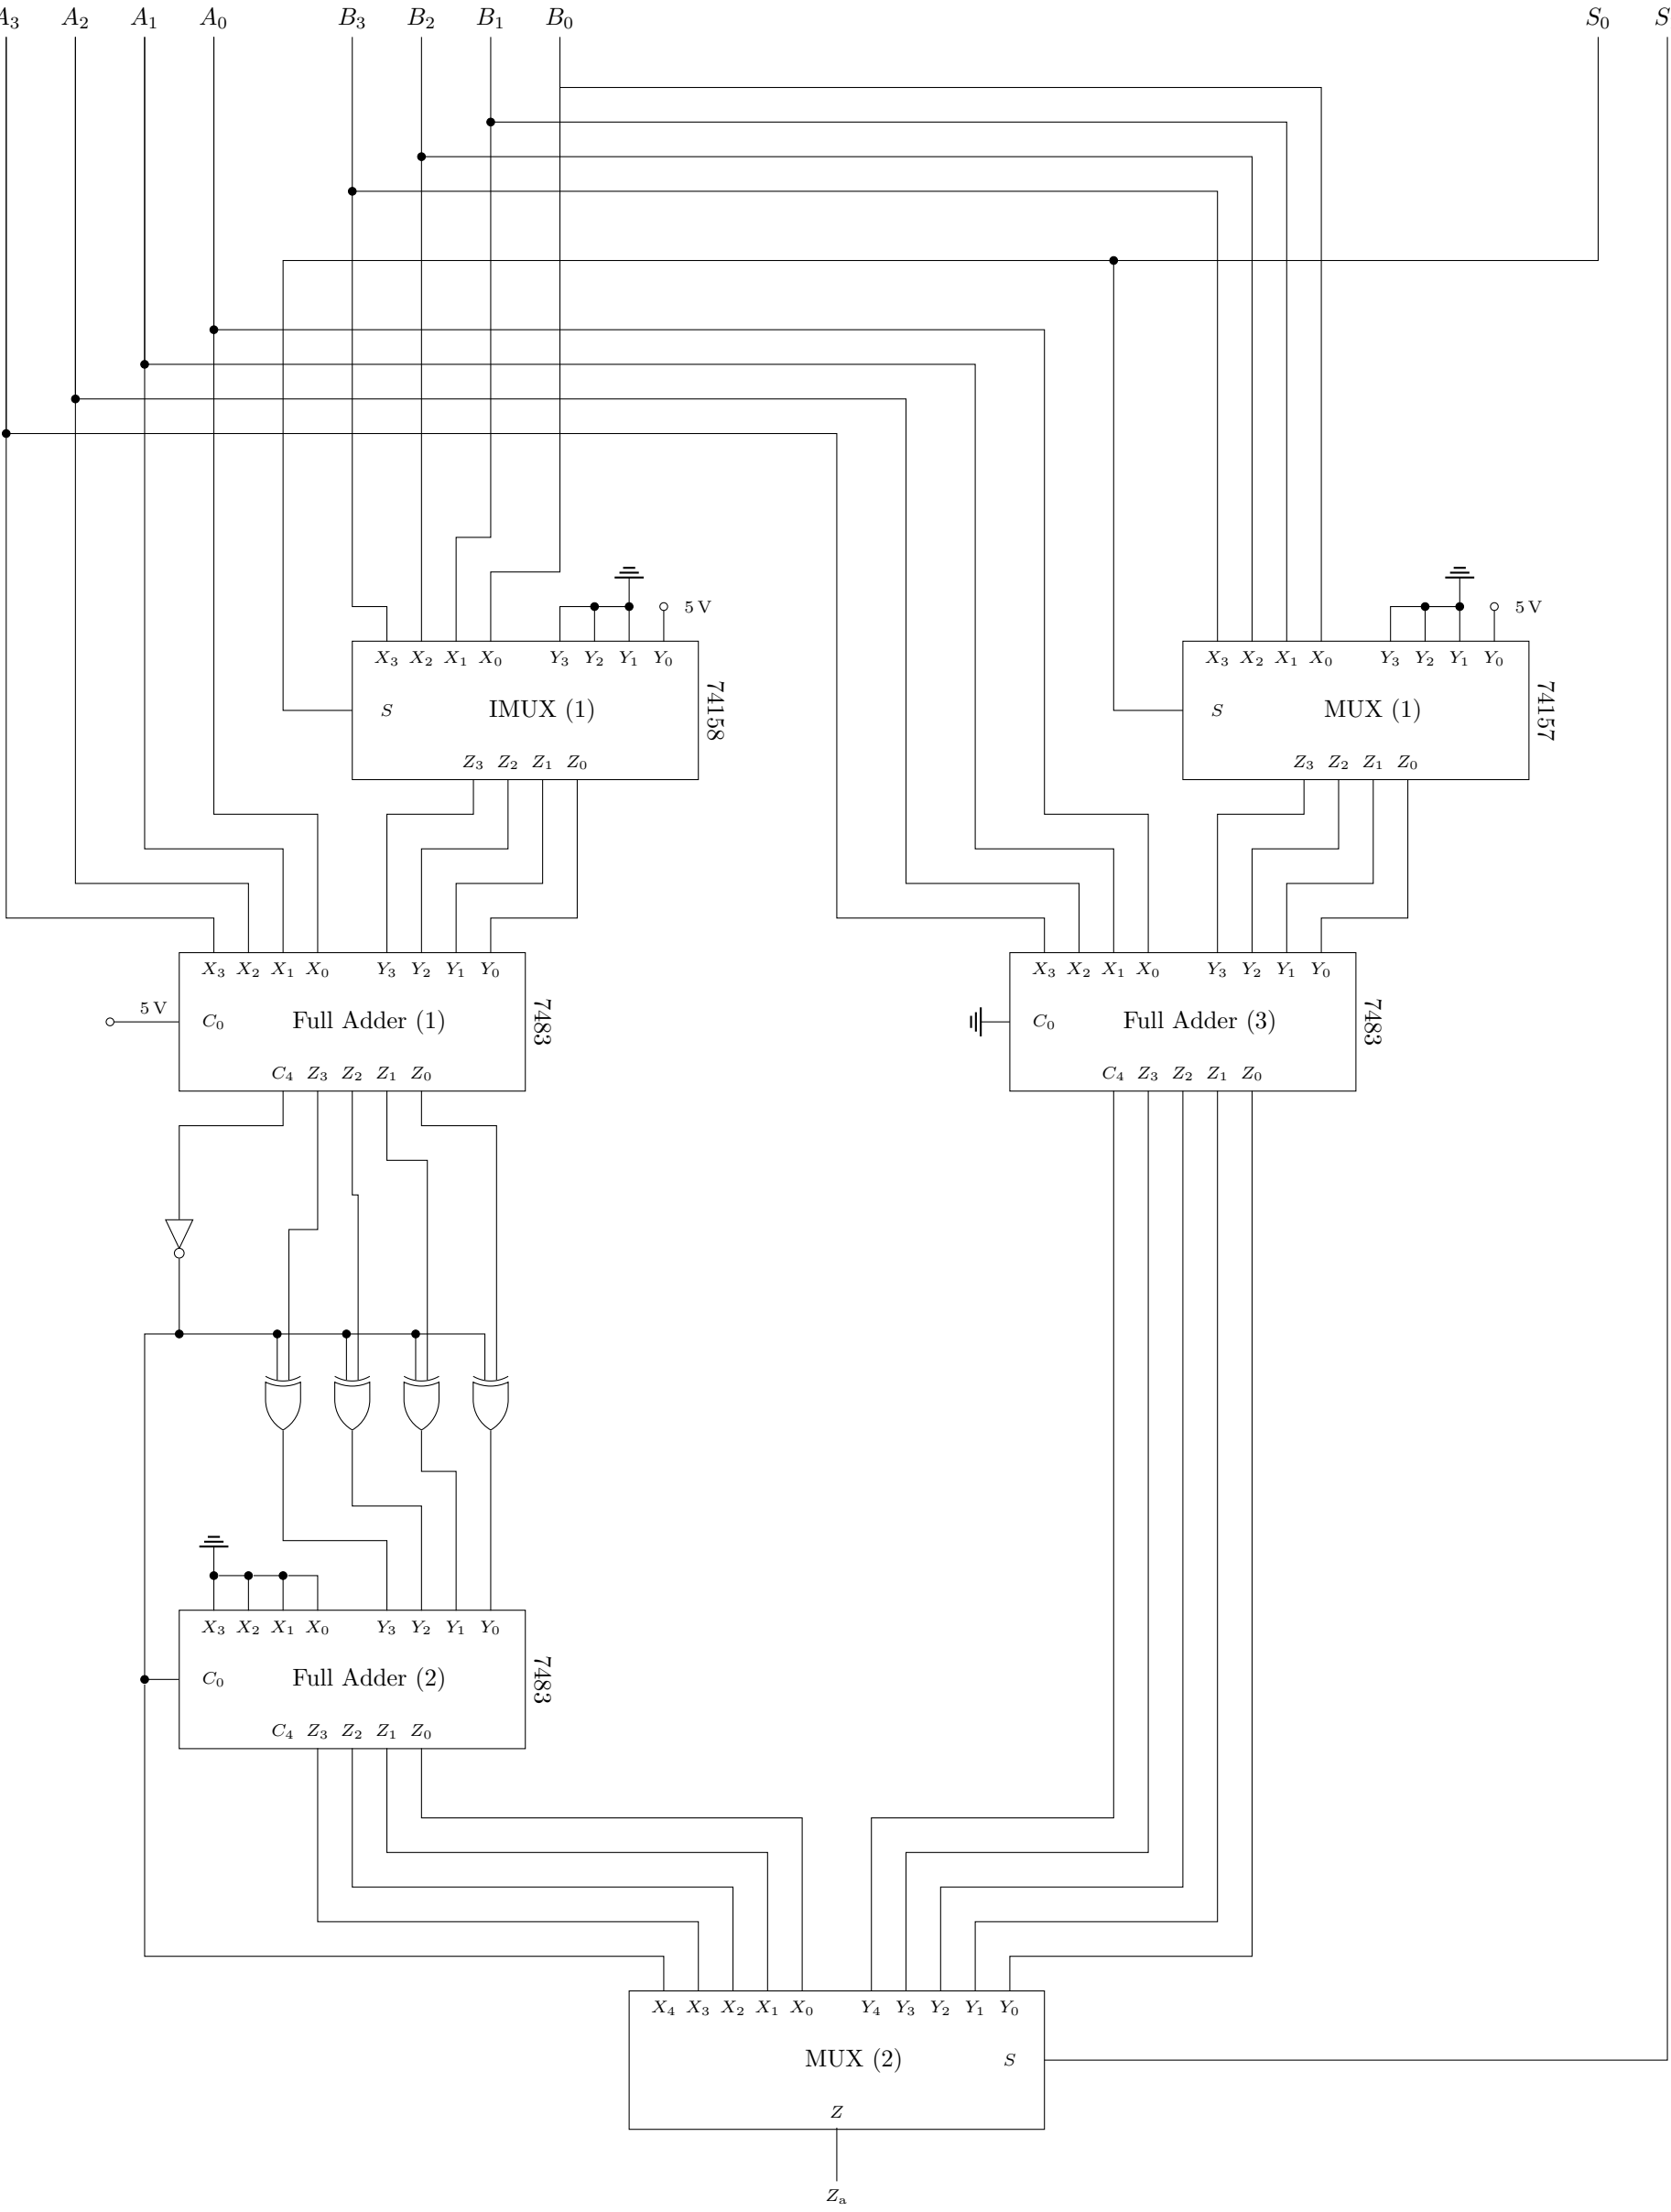 A₃ A₂ A₁ A₀ B₃ B₂ B₁ B₀ S₀ S
5 V 5 V
X₃ X₂ X₁ X₀ Y₃ Y₂ Y₁ Y₀ X₃ X₂ X₁ X₀ Y₃ Y₂ Y₁ Y₀
S IMUX (1) 74158 S MUX (1) 74157
Z₃ Z₂ Z₁ Z₀ Z₃ Z₂ Z₁ Z₀
X₃ X₂ X₁ X₀ Y₃ Y₂ Y₁ Y₀ X₃ X₂ X₁ X₀ Y₃ Y₂ Y₁ Y₀
5 V C₀ Full Adder (1) 7483 C₀ Full Adder (3) 7483
C₄ Z₃ Z₂ Z₁ Z₀ C₄ Z₃ Z₂ Z₁ Z₀
X₃ X₂ X₁ X₀ Y₃ Y₂ Y₁ Y₀
C₀ Full Adder (2) 7483
C₄ Z₃ Z₂ Z₁ Z₀
X₄ X₃ X₂ X₁ X₀ Y₄ Y₃ Y₂ Y₁ Y₀
MUX (2) S
Z
Zₐ